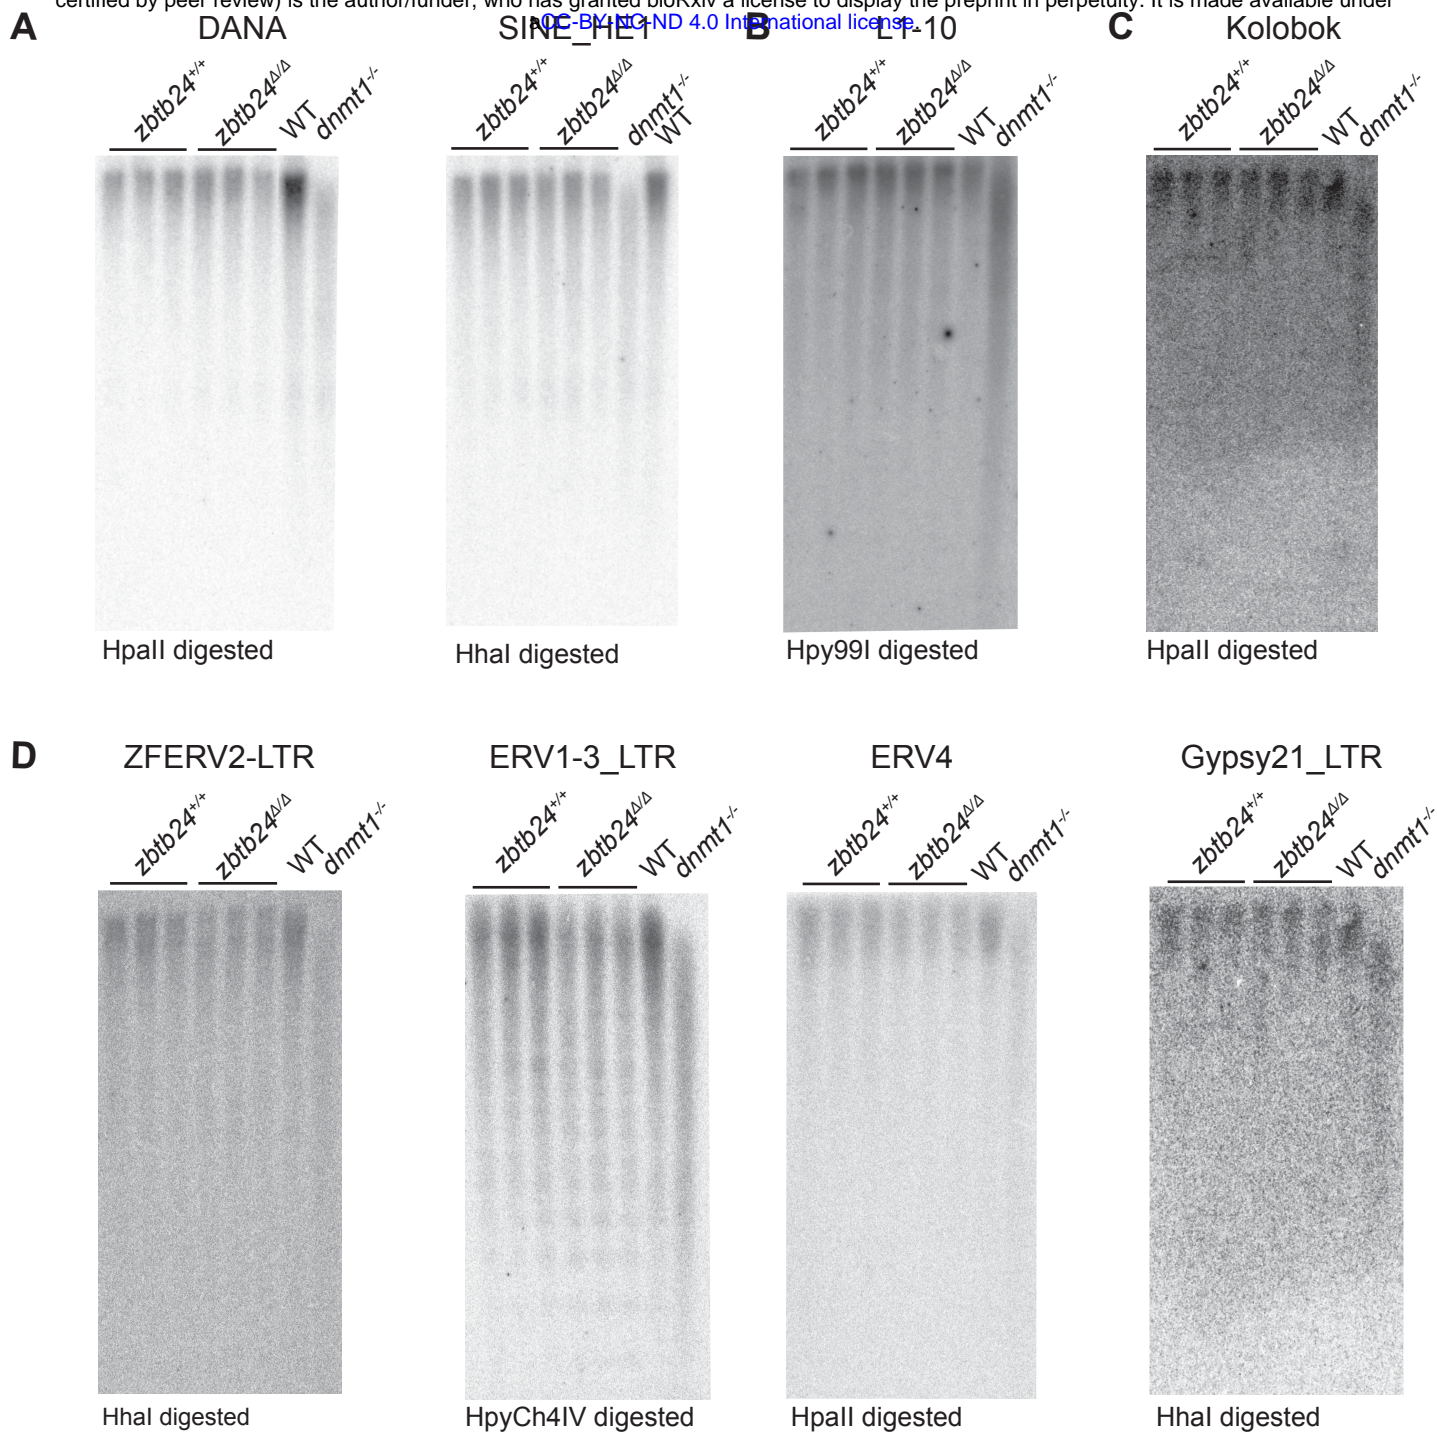 certified by peer review) is the author/funder, who has granted bioRxiv a license to display the preprint in perpetuity. It is made available under
aCC-BY-NC-ND 4.0 International license.
A DANA SINE_HE1 B L1-10 C Kolobok
zbtb24+/+ zbtb24Δ/Δ WT dnmt1-/- zbtb24+/+ zbtb24Δ/Δ dnmt1-/- WT zbtb24+/+ zbtb24Δ/Δ WT dnmt1-/- zbtb24+/+ zbtb24Δ/Δ WT dnmt1-/-
HpaII digested HhaI digested Hpy99I digested HpaII digested
D ZFERV2-LTR ERV1-3_LTR ERV4 Gypsy21_LTR
zbtb24+/+ zbtb24Δ/Δ WT dnmt1-/- zbtb24+/+ zbtb24Δ/Δ WT dnmt1-/- zbtb24+/+ zbtb24Δ/Δ WT dnmt1-/- zbtb24+/+ zbtb24Δ/Δ WT dnmt1-/-
HhaI digested HpyCh4IV digested HpaII digested HhaI digested